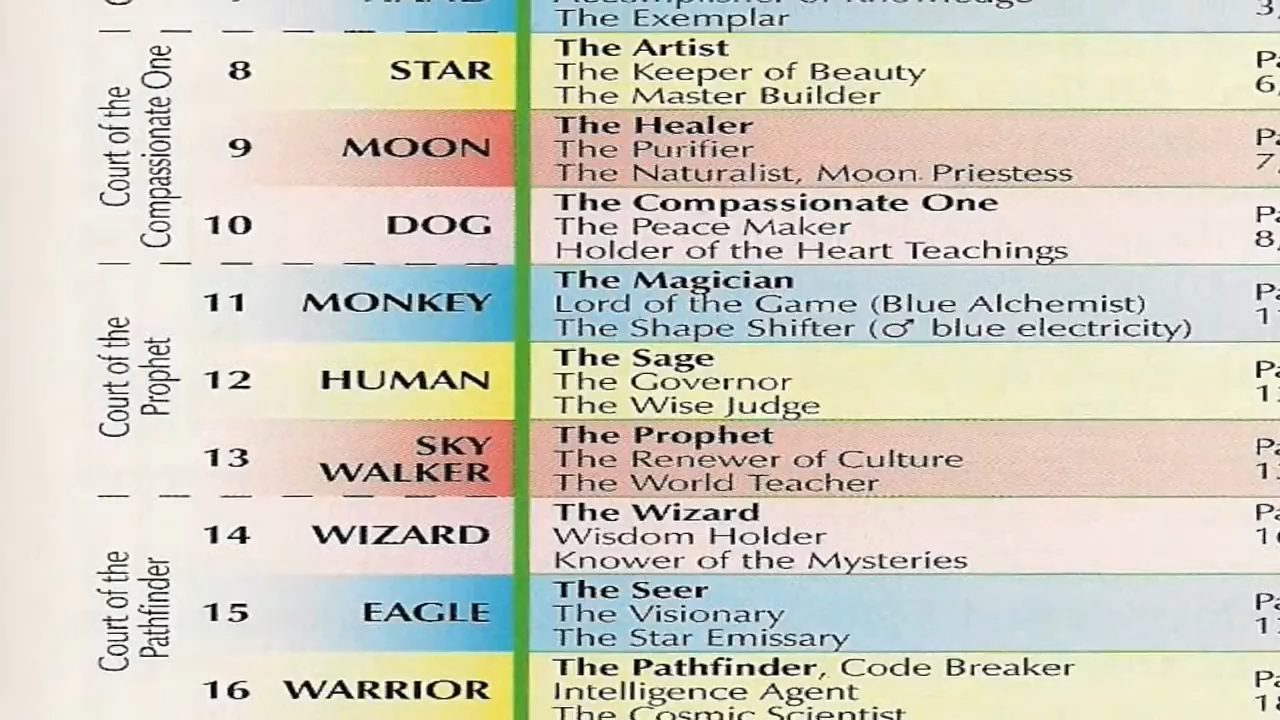 The Exemplar
3
Court of the
Compassionate One
8 STAR
The Artist
The Keeper of Beauty
The Master Builder
6,
9 MOON
The Healer
The Purifier
The Naturalist, Moon Priestess
7
10 DOG
The Compassionate One
The Peace Maker
Holder of the Heart Teachings
8
Court of the
Prophet
11 MONKEY
The Magician
Lord of the Game (Blue Alchemist)
The Shape Shifter (♂ blue electricity)
12 HUMAN
The Sage
The Governor
The Wise Judge
13 SKY
WALKER
The Prophet
The Renewer of Culture
The World Teacher
Court of the
Pathfinder
14 WIZARD
The Wizard
Wisdom Holder
Knower of the Mysteries
15 EAGLE
The Seer
The Visionary
The Star Emissary
16 WARRIOR
The Pathfinder, Code Breaker
Intelligence Agent
The Cosmic Scientist